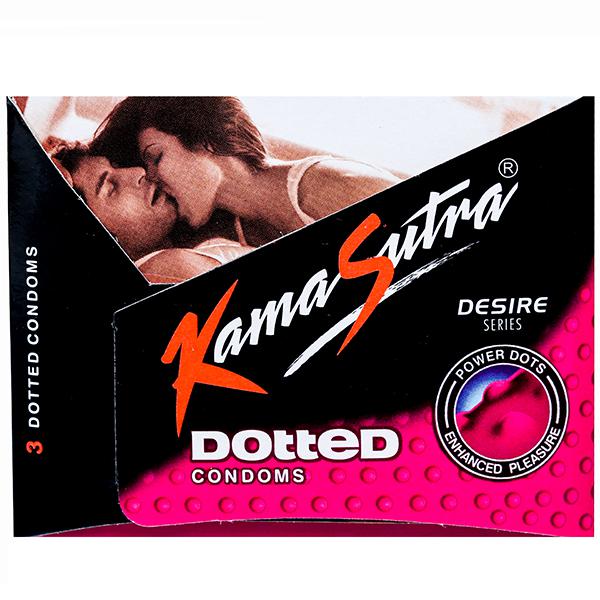 KamaSutra®
DESIRE
SERIES
POWER DOTS
ENHANCED PLEASURE
DOtteD
CONDOMS
3 DOTTED CONDOMS